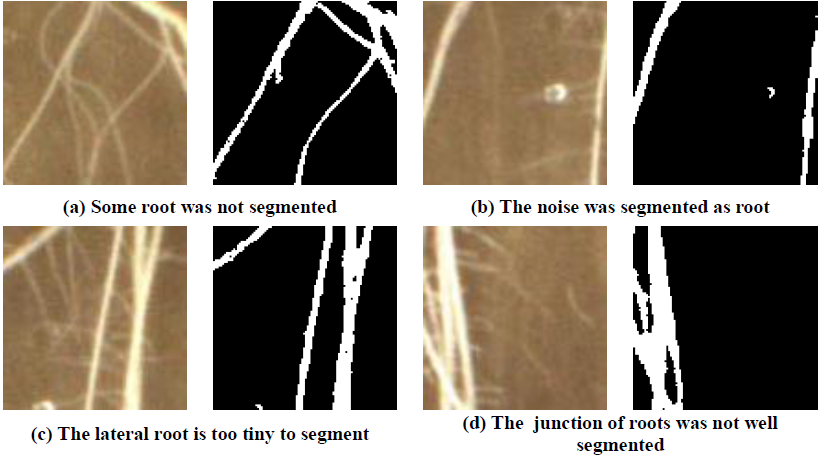 (a) Some root was not segmented
(b) The noise was segmented as root
(c) The lateral root is too tiny to segment
(d) The junction of roots was not well
segmented